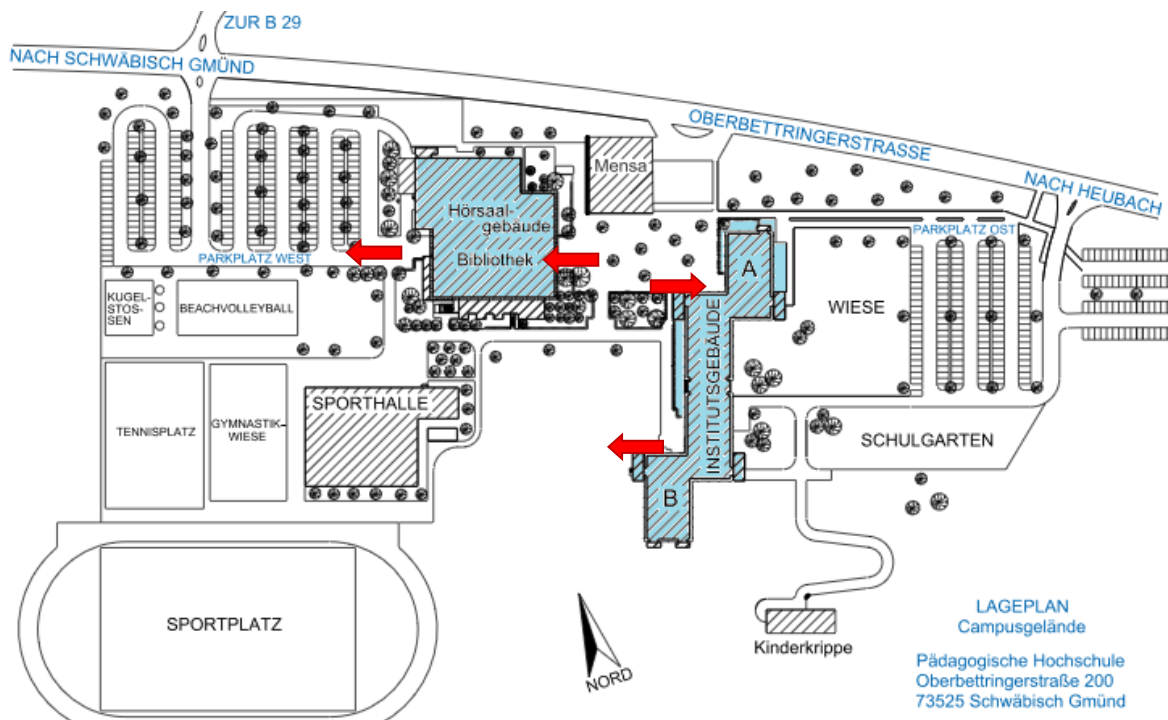 ZUR B 29
NACH SCHWÄBISCH GMÜND
OBERBETTRINGERSTRASSE
NACH HEUBACH
Mensa
Hörsaal-
gebäude
Bibliothek
PARKPLATZ WEST
PARKPLATZ OST
A
KUGEL-
STOS-
SEN
BEACHVOLLEYBALL
WIESE
INSTITUTSGEBÄUDE
SPORTHALLE
TENNISPLATZ
GYMNASTIK-
WIESE
SCHULGARTEN
B
SPORTPLATZ
NORD
Kinderkrippe
LAGEPLAN
Campusgelände
Pädagogische Hochschule
Oberbettringerstraße 200
73525 Schwäbisch Gmünd